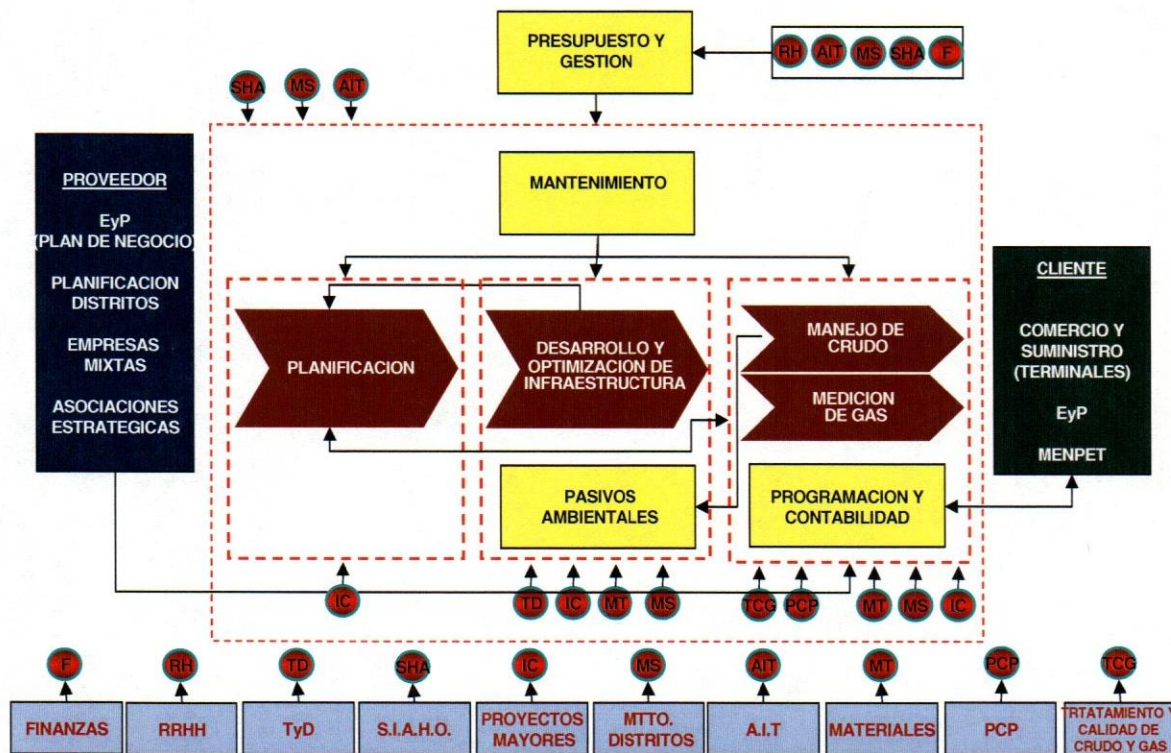 PRESUPUESTO Y
GESTION
RH AIT MS SHA F
SHA MS AIT
PROVEEDOR
EyP
(PLAN DE NEGOCIO)
PLANIFICACION
DISTRITOS
EMPRESAS
MIXTAS
ASOCIACIONES
ESTRATEGICAS
MANTENIMIENTO
PLANIFICACION
DESARROLLO Y
OPTIMIZACION DE
INFRAESTRUCTURA
MANEJO DE
CRUDO
MEDICION
DE GAS
PASIVOS
AMBIENTALES
PROGRAMACION Y
CONTABILIDAD
CLIENTE
COMERCIO Y
SUMINISTRO
(TERMINALES)
EyP
MENPET
IC
TD IC MT MS
TCG PCP MT MS IC
F RH TD SHA IC MS AIT MT PCP TCG
FINANZAS
RRHH
TyD
S.I.A.H.O.
PROYECTOS
MAYORES
MTTO.
DISTRITOS
A.I.T
MATERIALES
PCP
TRTATAMIENTO Y
CALIDAD DE
CRUDO Y GAS